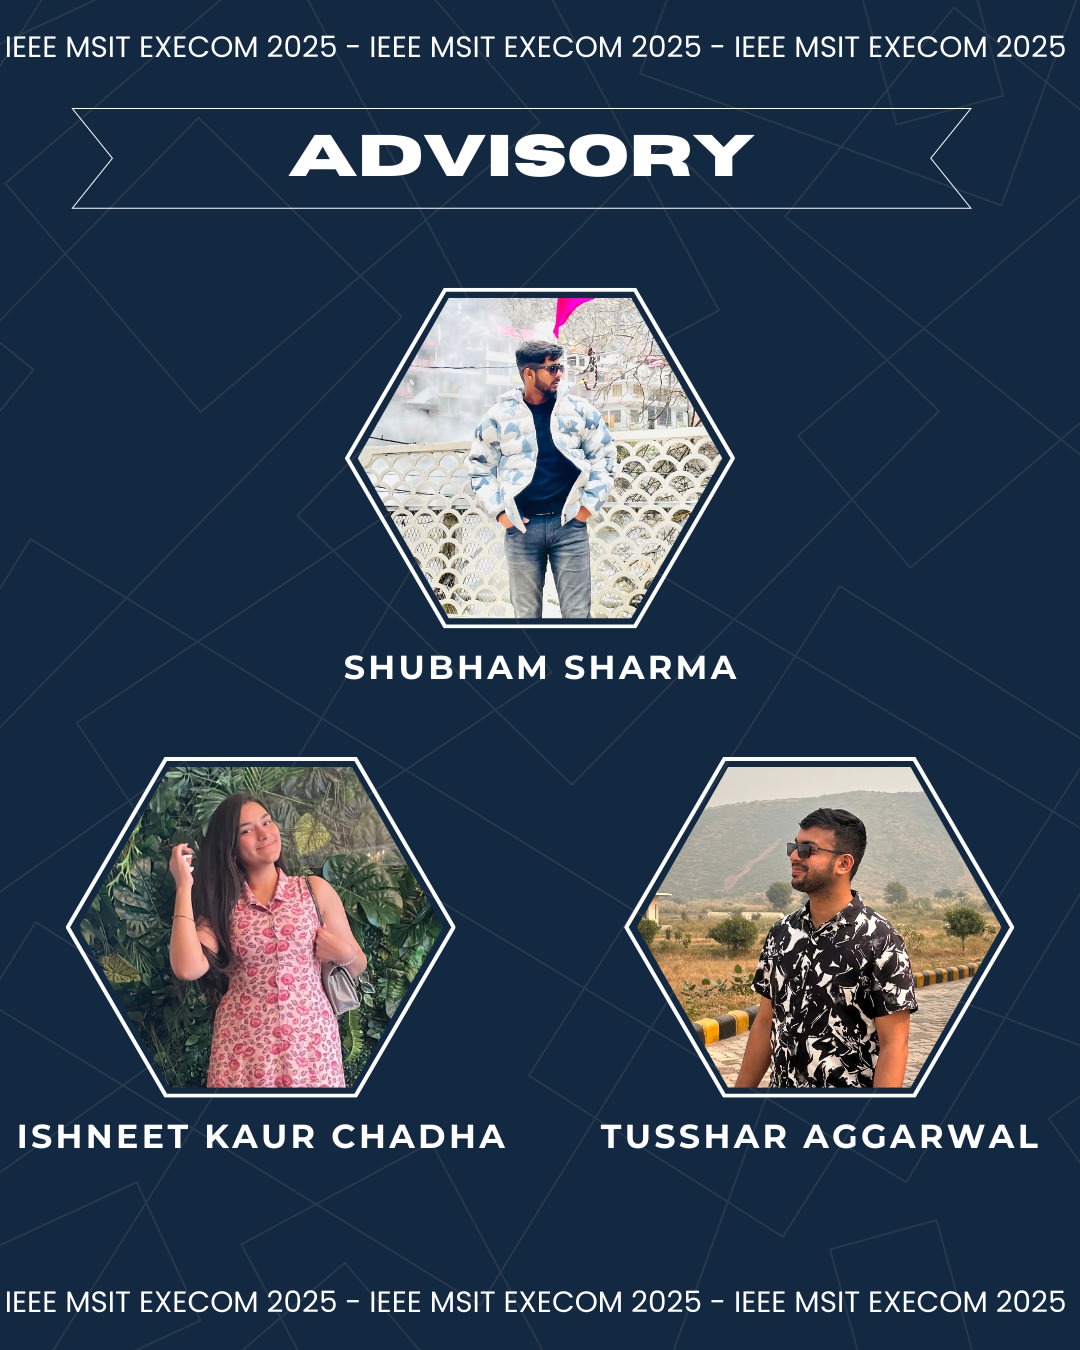 IEEE MSIT EXECOM 2025 - IEEE MSIT EXECOM 2025 - IEEE MSIT EXECOM 2025
ADVISORY
SHUBHAM SHARMA
ISHNEET KAUR CHADHA
TUSSHAR AGGARWAL
IEEE MSIT EXECOM 2025 - IEEE MSIT EXECOM 2025 - IEEE MSIT EXECOM 2025